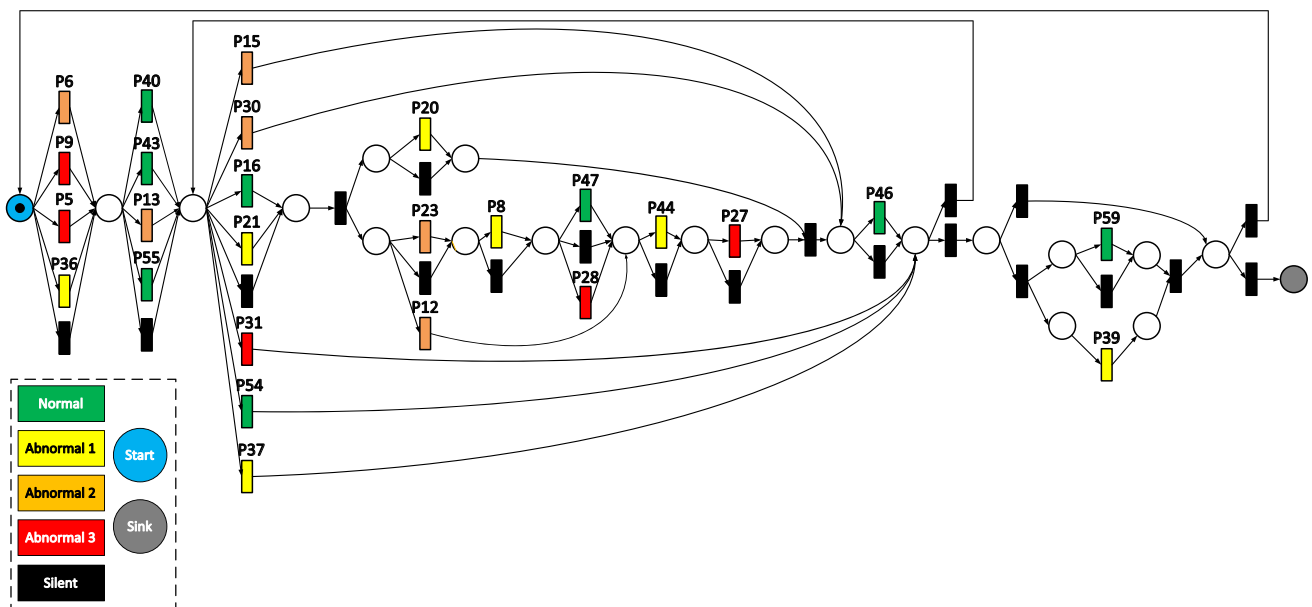 P15
P6
P40
P30
P20
P9
P43
P16
P47
P46
P5
P13
P21
P23
P8
P44
P27
P59
P36
P55
P28
P12
P31
P39
P54
P37
Normal
Abnormal 1
Start
Abnormal 2
Sink
Abnormal 3
Silent